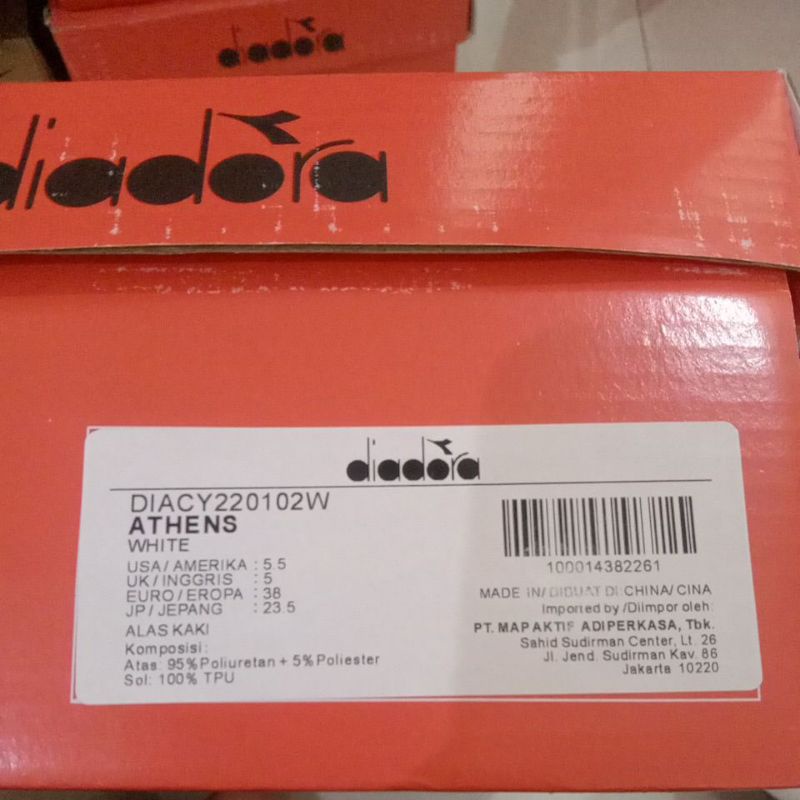 diadora
diadora
diadora
DIACY220102W
ATHENS
WHITE
USA/AMERIKA : 5.5
UK/INGGRIS : 5
EURO/EROPA : 38
JP/JEPANG : 23.5
ALAS KAKI
Komposisi:
Atas: 95%Poliuretan + 5%Poliester
Sol: 100% TPU
100014382261
MADE IN/DIBUAT DI:CHINA/CINA
Imported by /Diimpor oleh:
PT. MAP AKTIF ADIPERKASA, Tbk.
Sahid Sudirman Center, Lt. 26
Jl. Jend. Sudirman Kav. 86
Jakarta 10220